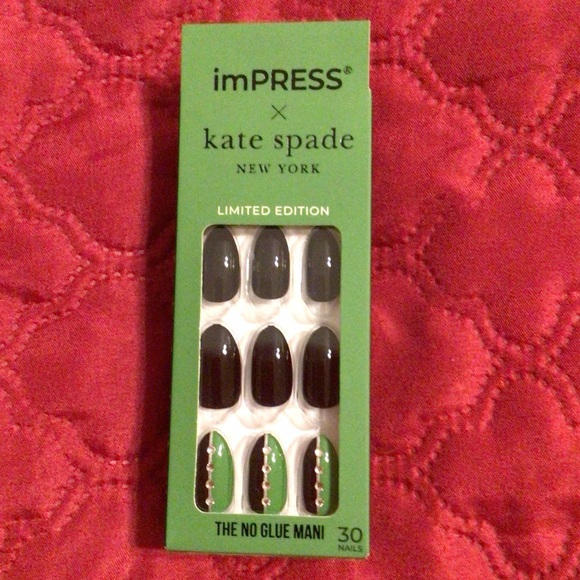 imPRESS®
×
kate spade
NEW YORK
LIMITED EDITION
THE NO GLUE MANI
30
NAILS